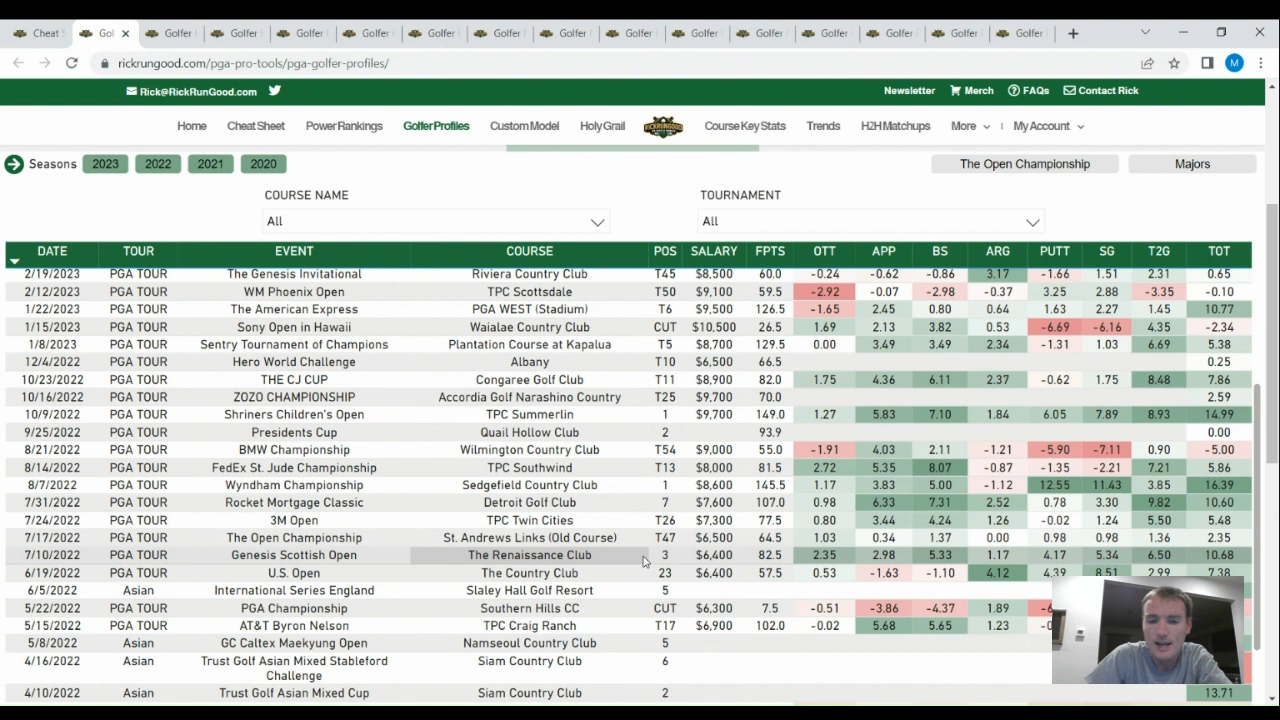 Cheat S
Gol
Golfer
Golfer
Golfer
Golfer
Golfer
Golfer
Golfer
Golfer
Golfer
Golfer
Golfer
Golfer
Golfer
Golfer
rickrungood.com/pga-pro-tools/pga-golfer-profiles/
M
Rick@RickRunGood.com
Newsletter Merch FAQs Contact Rick
Home Cheat Sheet Power Rankings Golfer Profiles Custom Model Holy Grail RICKRUNGOOD Course Key Stats Trends H2H Matchups More My Account
Seasons 2023 2022 2021 2020 The Open Championship Majors
COURSE NAME TOURNAMENT
All All
DATE TOUR EVENT COURSE POS SALARY FPTS OTT APP BS ARG PUTT SG T2G TOT
2/19/2023 PGA TOUR The Genesis Invitational Riviera Country Club T45 $8,500 60.0 -0.24 -0.62 -0.86 3.17 -1.66 1.51 2.31 0.65
2/12/2023 PGA TOUR WM Phoenix Open TPC Scottsdale T50 $9,100 59.5 -2.92 -0.07 -2.98 -0.37 3.25 2.88 -3.35 -0.10
1/22/2023 PGA TOUR The American Express PGA WEST (Stadium) T6 $9,500 126.5 -1.65 2.45 0.80 0.64 1.63 2.27 1.45 10.77
1/15/2023 PGA TOUR Sony Open in Hawaii Waialae Country Club CUT $10,500 26.5 1.69 2.13 3.82 0.53 -6.69 -6.16 4.35 -2.34
1/8/2023 PGA TOUR Sentry Tournament of Champions Plantation Course at Kapalua T5 $8,700 129.5 0.00 3.49 3.49 2.34 -1.31 1.03 6.69 5.38
12/4/2022 PGA TOUR Hero World Challenge Albany T10 $6,500 66.5 0.25
10/23/2022 PGA TOUR THE CJ CUP Congaree Golf Club T11 $8,900 82.0 1.75 4.36 6.11 2.37 -0.62 1.75 8.48 7.86
10/16/2022 PGA TOUR ZOZO CHAMPIONSHIP Accordia Golf Narashino Country T25 $9,700 70.0 2.59
10/9/2022 PGA TOUR Shriners Children's Open TPC Summerlin 1 $9,700 149.0 1.27 5.83 7.10 1.84 6.05 7.89 8.93 14.99
9/25/2022 PGA TOUR Presidents Cup Quail Hollow Club 2 93.9 0.00
8/21/2022 PGA TOUR BMW Championship Wilmington Country Club T54 $9,000 55.0 -1.91 4.03 2.11 -1.21 -5.90 -7.11 0.90 -5.00
8/14/2022 PGA TOUR FedEx St. Jude Championship TPC Southwind T13 $8,000 81.5 2.72 5.35 8.07 -0.87 -1.35 -2.21 7.21 5.86
8/7/2022 PGA TOUR Wyndham Championship Sedgefield Country Club 1 $8,600 145.5 1.17 3.83 5.00 -1.12 12.55 11.43 3.85 16.39
7/31/2022 PGA TOUR Rocket Mortgage Classic Detroit Golf Club 7 $7,600 107.0 0.98 6.33 7.31 2.52 0.78 3.30 9.82 10.60
7/24/2022 PGA TOUR 3M Open TPC Twin Cities T26 $7,300 77.5 0.80 3.44 4.24 1.26 -0.02 1.24 5.50 5.48
7/17/2022 PGA TOUR The Open Championship St. Andrews Links (Old Course) T47 $6,500 64.5 1.03 0.34 1.37 0.00 0.98 0.98 1.36 2.35
7/10/2022 PGA TOUR Genesis Scottish Open The Renaissance Club 3 $6,400 82.5 2.35 2.98 5.33 1.17 4.17 5.34 6.50 10.68
6/19/2022 PGA TOUR U.S. Open The Country Club 23 $6,400 57.5 0.53 -1.63 -1.10 4.12 4.39 8.51 2.99 7.38
6/5/2022 Asian International Series England Slaley Hall Golf Resort 5
5/22/2022 PGA TOUR PGA Championship Southern Hills CC CUT $6,300 7.5 -0.51 -3.86 -4.37 1.89
5/15/2022 PGA TOUR AT&T Byron Nelson TPC Craig Ranch T17 $6,900 102.0 -0.02 5.68 5.65 1.23
5/8/2022 Asian GC Caltex Maekyung Open Namseoul Country Club 5
4/16/2022 Asian Trust Golf Asian Mixed Stableford Siam Country Club 6
Challenge
4/10/2022 Asian Trust Golf Asian Mixed Cup Siam Country Club 2 13.71